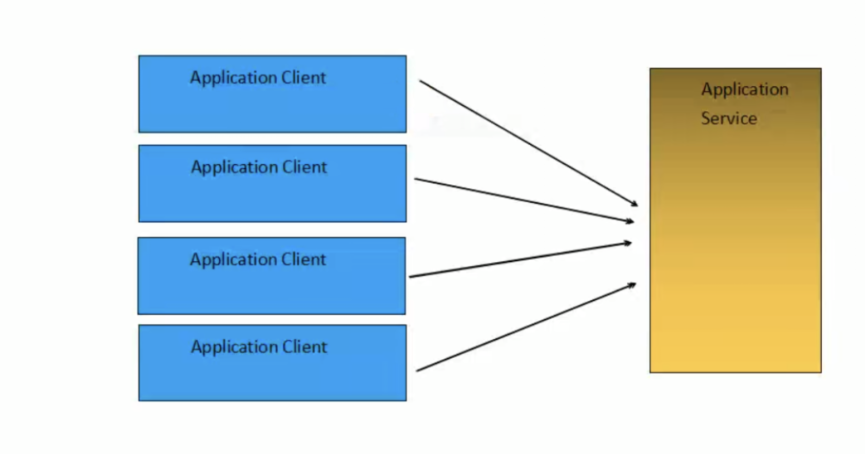 Application Client
Application
Service
Application Client
Application Client
Application Client